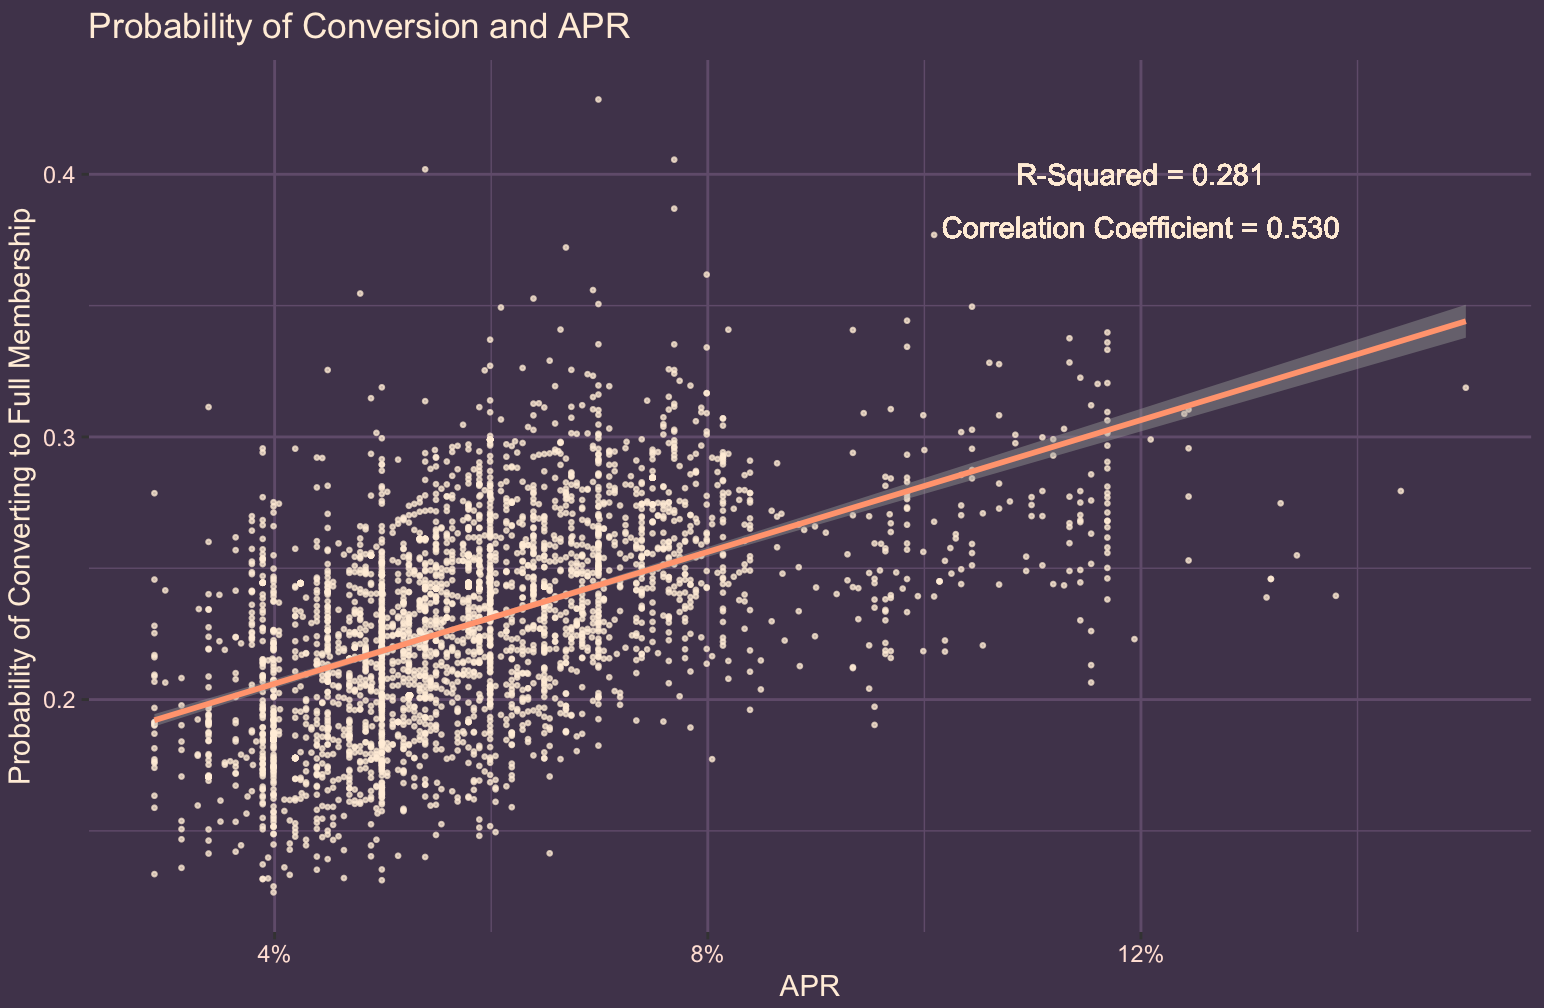 Probability of Conversion and APR
R-Squared = 0.281
Correlation Coefficient = 0.530
Probability of Converting to Full Membership
0.4
0.3
0.2
4%
8%
12%
APR